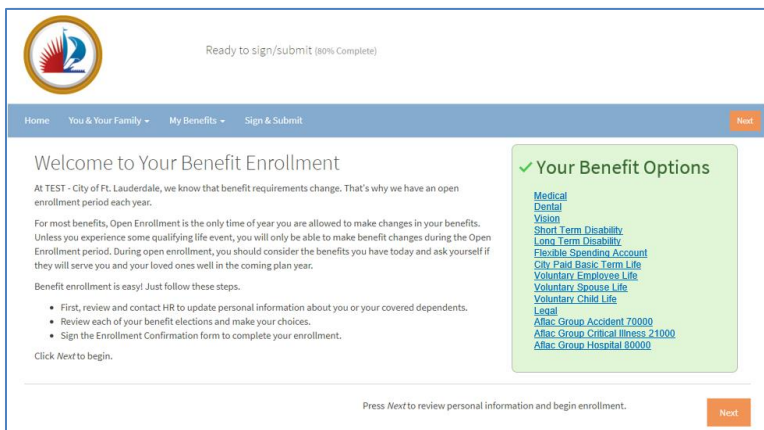 Ready to sign/submit (80% Complete)
Home You & Your Family My Benefits Sign & Submit Next
Welcome to Your Benefit Enrollment
At TEST - City of Ft. Lauderdale, we know that benefit requirements change. That's why we have an open
enrollment period each year.
For most benefits, Open Enrollment is the only time of year you are allowed to make changes in your benefits.
Unless you experience some qualifying life event, you will only be able to make benefit changes during the Open
Enrollment period. During open enrollment, you should consider the benefits you have today and ask yourself if
they will serve you and your loved ones well in the coming plan year.
Benefit enrollment is easy! Just follow these steps.
• First, review and contact HR to update personal information about you or your covered dependents.
• Review each of your benefit elections and make your choices.
• Sign the Enrollment Confirmation form to complete your enrollment.
Click Next to begin.
Your Benefit Options
Medical
Dental
Vision
Short Term Disability
Long Term Disability
Flexible Spending Account
City Paid Basic Term Life
Voluntary Employee Life
Voluntary Spouse Life
Voluntary Child Life
Legal
Aflac Group Accident 70000
Aflac Group Critical Illness 21000
Aflac Group Hospital 80000
Press Next to review personal information and begin enrollment.
Next